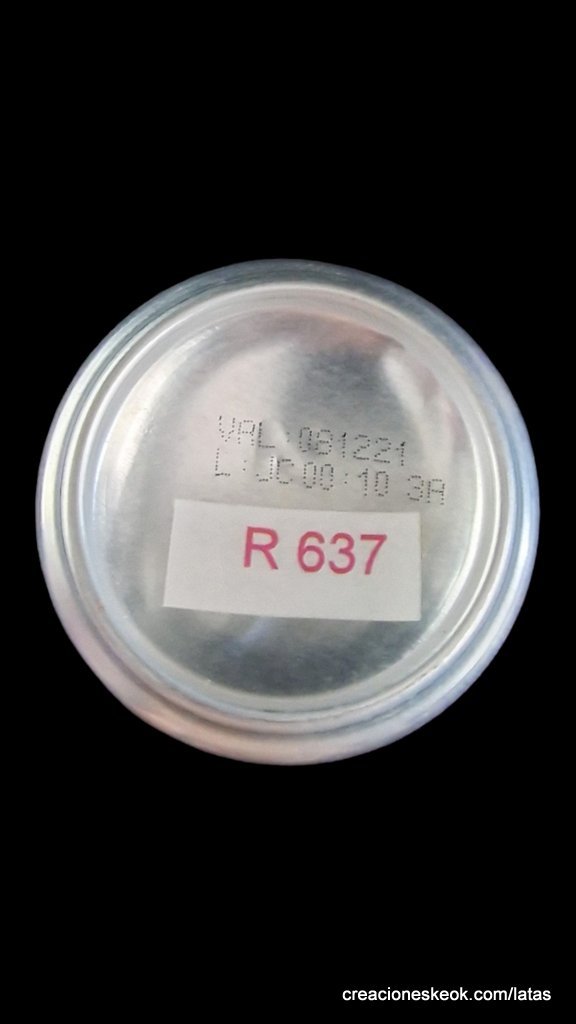 VAL:081221
L:JC00:10 3A
R 637
creacioneskeok.com/latas